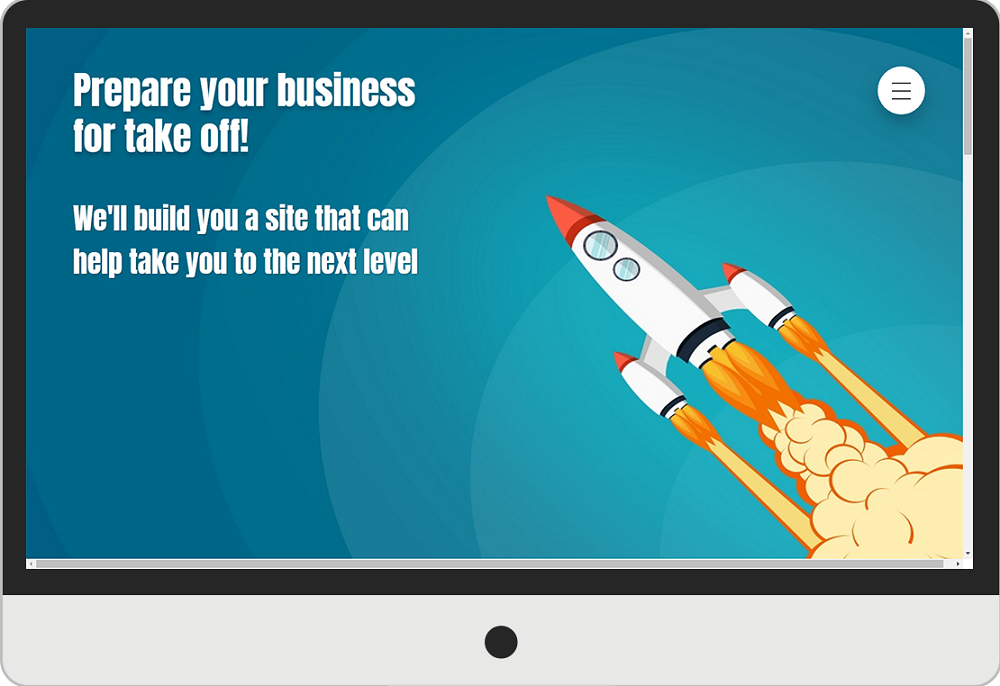 Prepare your business
for take off!
We'll build you a site that can
help take you to the next level